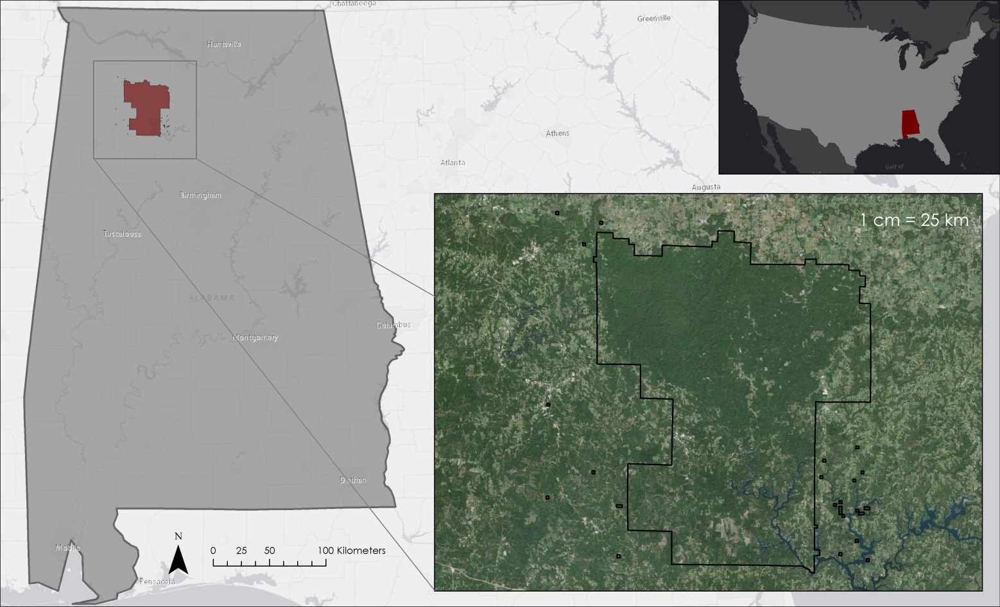 Chattanooga
Greenville
Huntsville
Athens
Atlanta
Augusta
Gulf of
Birmingham
1 cm = 25 km
Tuscaloosa
ALABAMA
Columbus
Montgomery
Dothan
N
Mobile
0 25 50 100 Kilometers
Pensacola